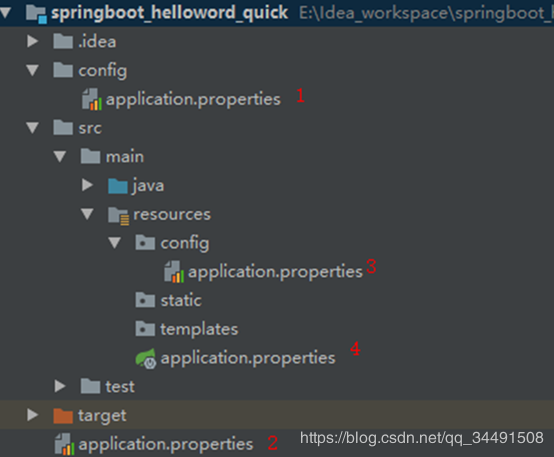 springboot_helloword_quick E:\Idea_workspace\springboot_h
.idea
config
application.properties 1
src
main
java
resources
config
application.properties 3
static
templates
application.properties 4
test
target
application.properties 2 https://blog.csdn.net/qq_34491508